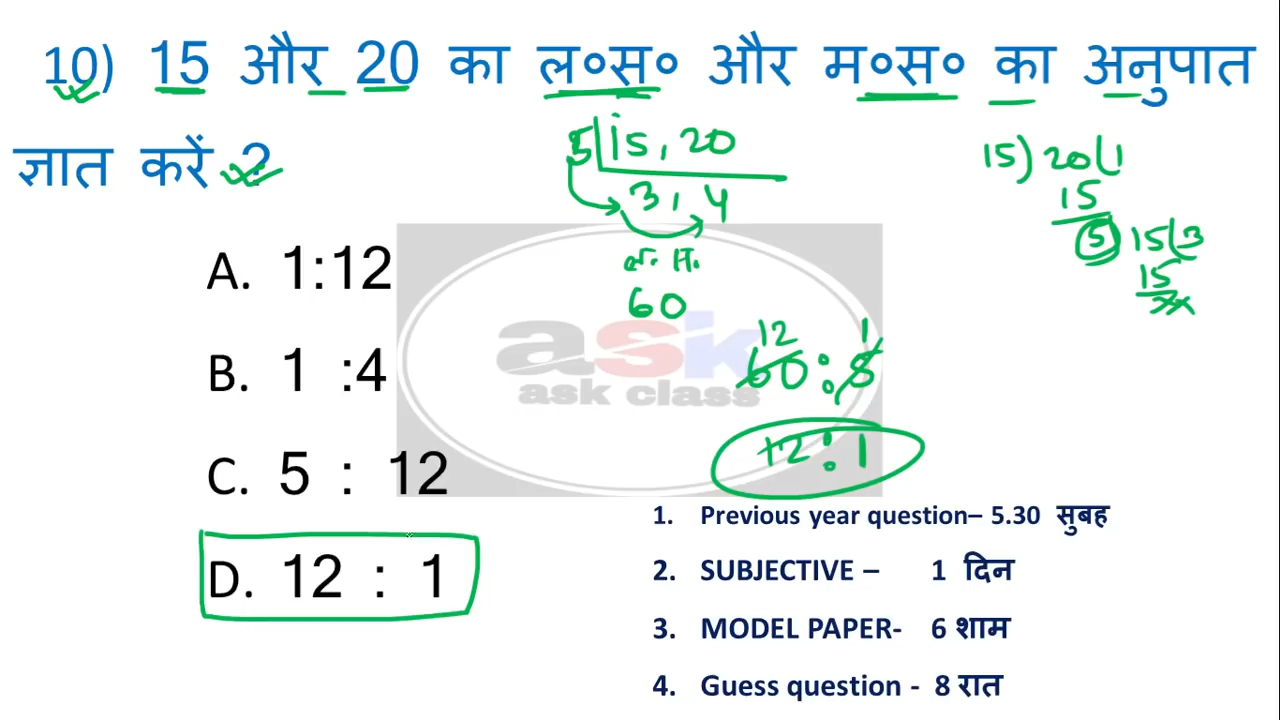 10) 15 और 20 का ल०स० और म०स० का अनुपात
ज्ञात करें ?
5 15, 20
3, 4
ल. स.
60
15) 20 ( 1
15
5) 15 ( 3
15
××
12 1
60 : 5
12 : 1
A. 1:12
B. 1 :4
C. 5 : 12
D. 12 : 1
ask
ask class
1. Previous year question– 5.30 सुबह
2. SUBJECTIVE – 1 दिन
3. MODEL PAPER- 6 शाम
4. Guess question - 8 रात